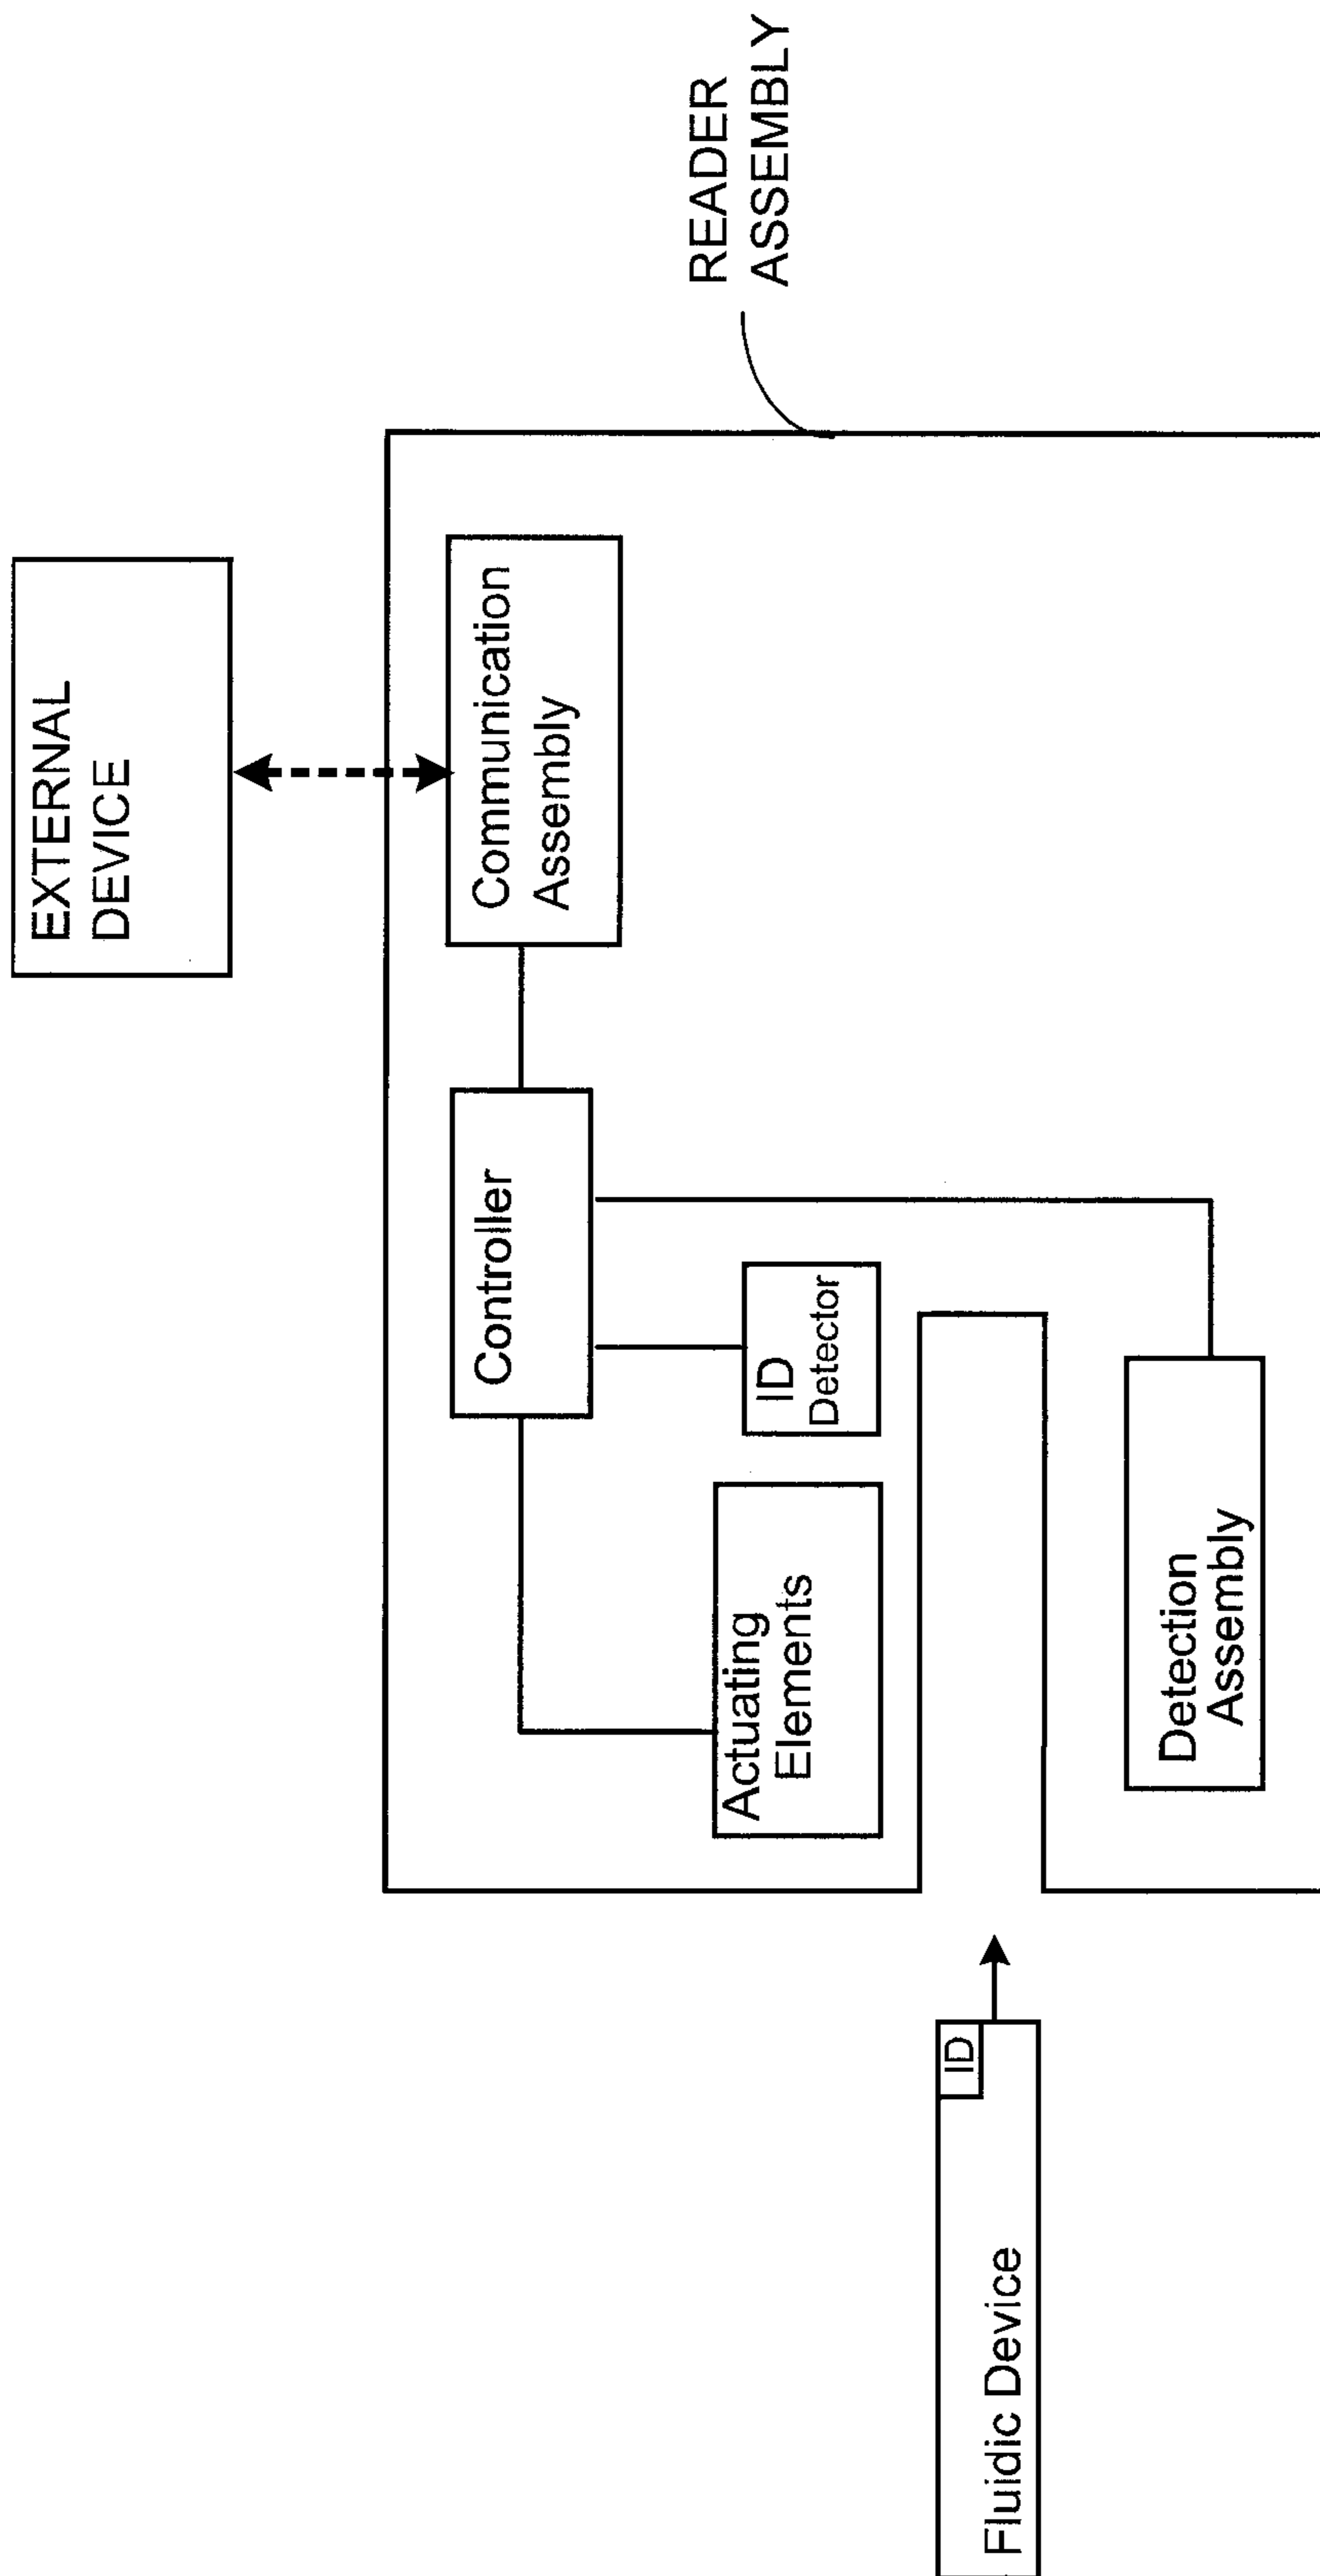 EXTERNAL
DEVICE
READER
ASSEMBLY
Communication
Assembly
Controller
ID
Detector
Actuating
Elements
Detection
Assembly
ID
Fluidic Device